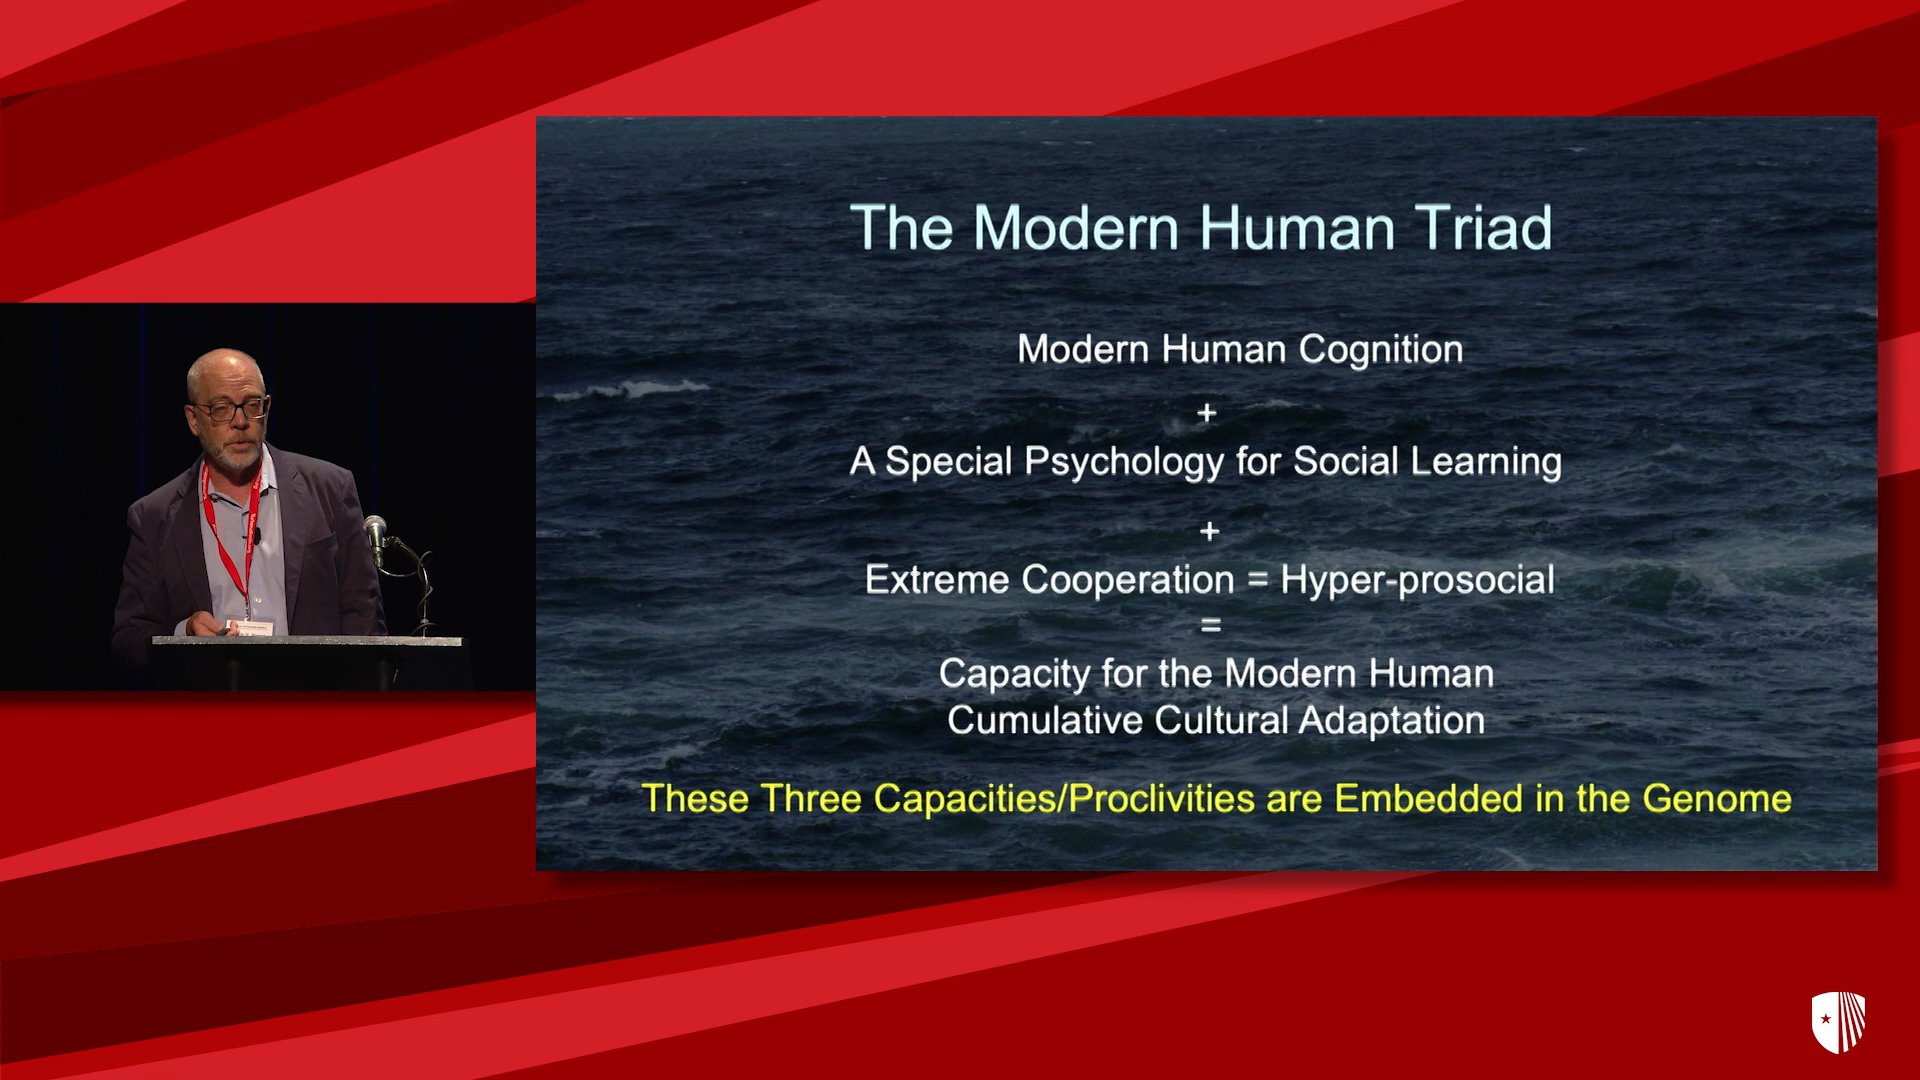 The Modern Human Triad
Modern Human Cognition
+
A Special Psychology for Social Learning
+
Extreme Cooperation = Hyper-prosocial
=
Capacity for the Modern Human
Cumulative Cultural Adaptation
These Three Capacities/Proclivities are Embedded in the Genome